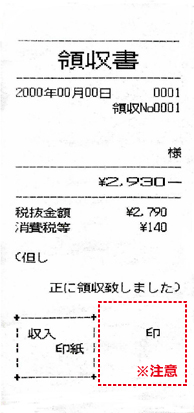 領収書
2000年00月00日 0001
領収No0001
様
¥2,930−
税抜金額 ¥2,790
消費税等 ¥140
(但し
正に領収致しました)
収入 印
印紙
※注意